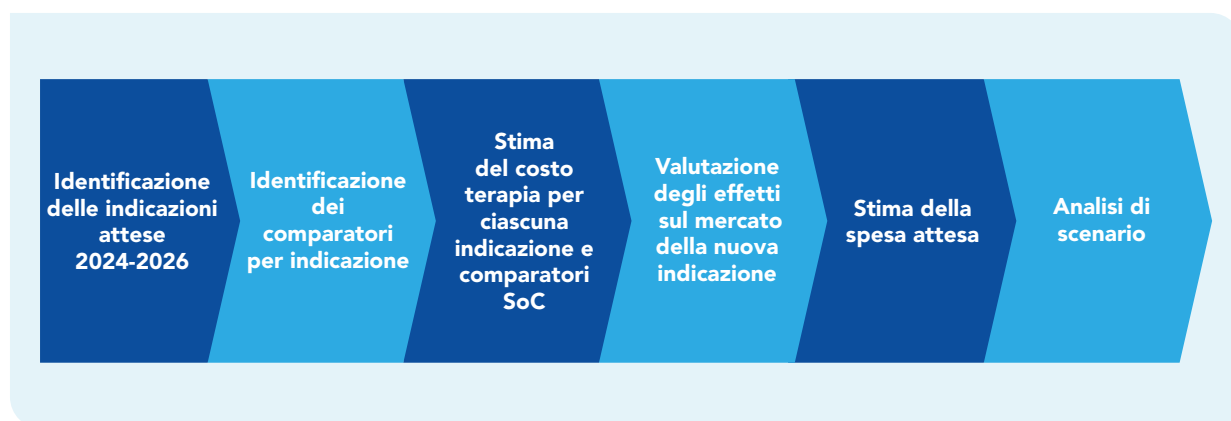 Identificazione
delle indicazioni
attese
2024-2026
Identificazione
dei
comparatori
per indicazione
Stima
del costo
terapia per
ciascuna
indicazione e
comparatori
SoC
Valutazione
degli effetti
sul mercato
della nuova
indicazione
Stima della
spesa attesa
Analisi di
scenario